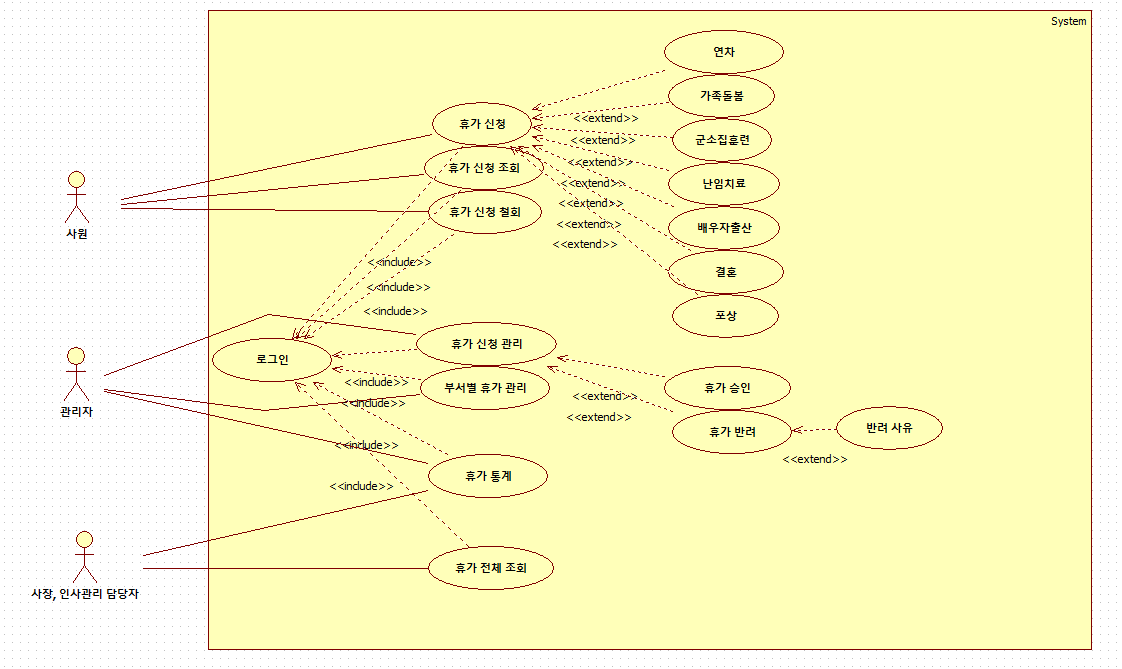 System
연차
가족돌봄
군소집훈련
난임치료
배우자출산
결혼
포상
<<extend>>
<<extend>>
<<extend>>
<<extend>>
<<extend>>
<<extend>>
<<extend>>
휴가 신청
휴가 신청 조회
휴가 신청 철회
사원
<<include>>
<<include>>
<<include>>
로그인
휴가 신청 관리
부서별 휴가 관리
관리자
<<include>>
<<include>>
<<include>>
<<include>>
<<extend>>
<<extend>>
휴가 승인
휴가 반려
반려 사유
<<extend>>
휴가 통계
휴가 전체 조회
사장, 인사관리 담당자